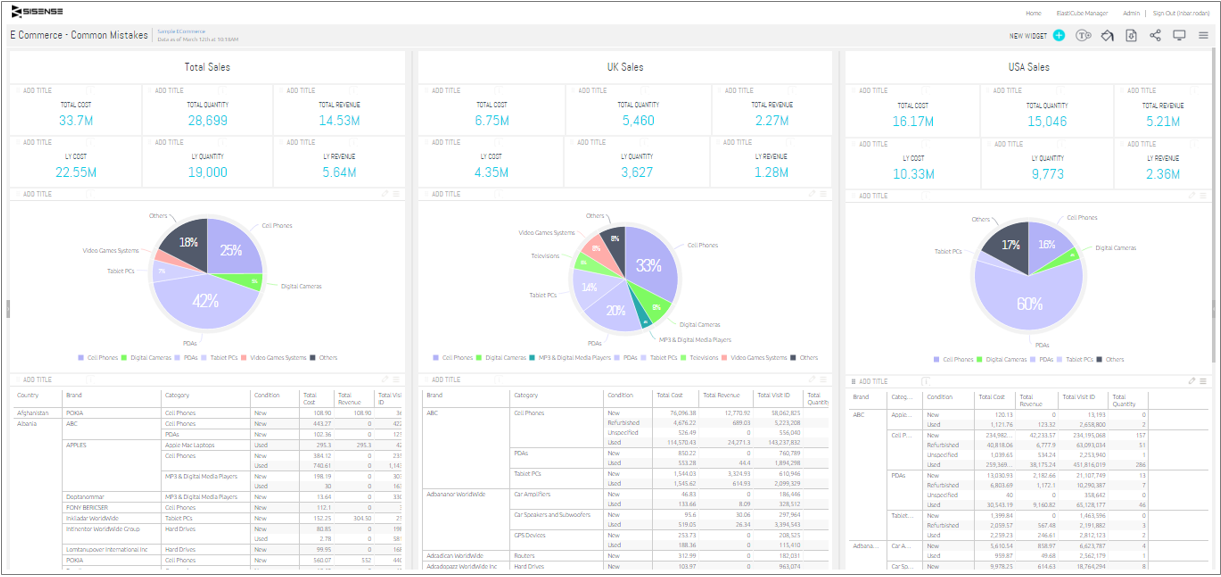 SISENSE
Home ElastiCube Manager Admin | Sign Out (inbar.rodan)
E Commerce - Common Mistakes
Sample ECommerce
Data as of March 12th at 10:16AM
NEW WIDGET
Total Sales
ADD TITLE ADD TITLE ADD TITLE
TOTAL COST TOTAL QUANTITY TOTAL REVENUE
33.7M 28,699 14.53M
ADD TITLE ADD TITLE ADD TITLE
LY COST LY QUANTITY LY REVENUE
22.55M 19,000 5.64M
ADD TITLE
Others
Cell Phones
18% 25%
Video Games Systems
Tablet PCs
7%
Digital Cameras
42%
PDAs
Cell Phones Digital Cameras PDAs Tablet PCs Video Games Systems Others
ADD TITLE
Country Brand Category Condition Total Cost Total Revenue Total Visit ID
Afghanistan POKIA Cell Phones New 108.90 108.90
Albania ABC Cell Phones New 443.27 0
PDAs New 102.36 0
APPLES Apple Mac Laptops Used 295.3 295.3
Cell Phones New 384.12 0
Used 740.61 0
MP3 & Digital Media Players New 198.19 0
Used 30 0
Deptanommar MP3 & Digital Media Players New 13.64 0
FONY BERICSER Cell Phones New 112.1 0
Inkliadar WorldWide Tablet PCs New 152.25 304.50
Intmentor WorldWide Group Hard Drives New 80.85 0
Used 2.78 0
Lomtanupover International Inc Hard Drives New 99.95 0
POKIA Cell Phones New 560.07 552
UK Sales
ADD TITLE ADD TITLE ADD TITLE
TOTAL COST TOTAL QUANTITY TOTAL REVENUE
6.75M 5,460 2.27M
ADD TITLE ADD TITLE ADD TITLE
LY COST LY QUANTITY LY REVENUE
4.35M 3,627 1.28M
ADD TITLE
Others
Video Games Systems
8%
Cell Phones
8%
Televisions
33%
Tablet PCs
14%
20%
8%
Digital Cameras
MP3 & Digital Media Players
PDAs
Cell Phones Digital Cameras MP3 & Digital Media Players PDAs Tablet PCs Televisions Video Games Systems Others
ADD TITLE
Brand Category Condition Total Cost Total Revenue Total Visit ID Total Quantity
ABC Cell Phones New 76,096.38 12,770.92 58,062,825
Refurbished 4,676.22 689.03 5,223,208
Unspecified 526.49 0 556,040
Used 114,570.43 24,271.3 143,237,832
PDAs New 850.22 0 760,789
Used 553.28 44.4 1,894,298
Tablet PCs New 1,544.03 3,324.93 610,946
Used 1,545.62 614.93 2,099,329
Adbananor WorldWide Car Amplifiers New 46.83 0 186,446
Used 133.66 8.09 328,512
Car Speakers and Subwoofers New 95.6 30.06 297,964
Used 519.05 26.34 3,394,543
GPS Devices New 253.73 0 208,525
Used 188.36 0 115,410
Adradican WorldWide Routers New 312.99 0 182,031
Adradapazz WorldWide Inc Hard Drives New 103.97 0 963,074
USA Sales
ADD TITLE ADD TITLE ADD TITLE
TOTAL COST TOTAL QUANTITY TOTAL REVENUE
16.17M 15,046 5.21M
ADD TITLE ADD TITLE ADD TITLE
LY COST LY QUANTITY LY REVENUE
10.33M 9,773 2.36M
ADD TITLE
Others
Cell Phones
17% 16%
Digital Cameras
Tablet PCs
60%
PDAs
Cell Phones Digital Cameras PDAs Tablet PCs Others
ADD TITLE
Brand Categ... Condition Total Cost Total Revenue Total Visit ID Total Quantity
ABC Apple... New 120.13 0 13,193 0
Used 1,121.76 123.32 2,638,800 2
Cell P... New 234,982... 42,233.57 234,195,068 157
Refurbished 40,818.06 6,777.9 63,093,034 51
Unspecified 1,039.65 534.24 2,253,940 1
Used 259,369... 38,175.24 451,816,019 286
PDAs New 13,030.93 2,182.66 21,107,749 13
Refurbished 6,803.69 1,172.1 10,290,387 7
Unspecified 40 0 358,642 0
Used 30,543.19 9,160.82 65,128,177 46
Tablet... New 1,399.84 0 1,463,596 0
Refurbished 2,059.57 567.48 2,191,882 3
Used 2,259.23 246.61 2,812,123 2
Adbana... Car A... New 5,610.54 858.97 6,623,787 4
Used 959.87 49.68 2,562,179 1
Car Sp... New 9,978.25 614.63 18,764,294 8